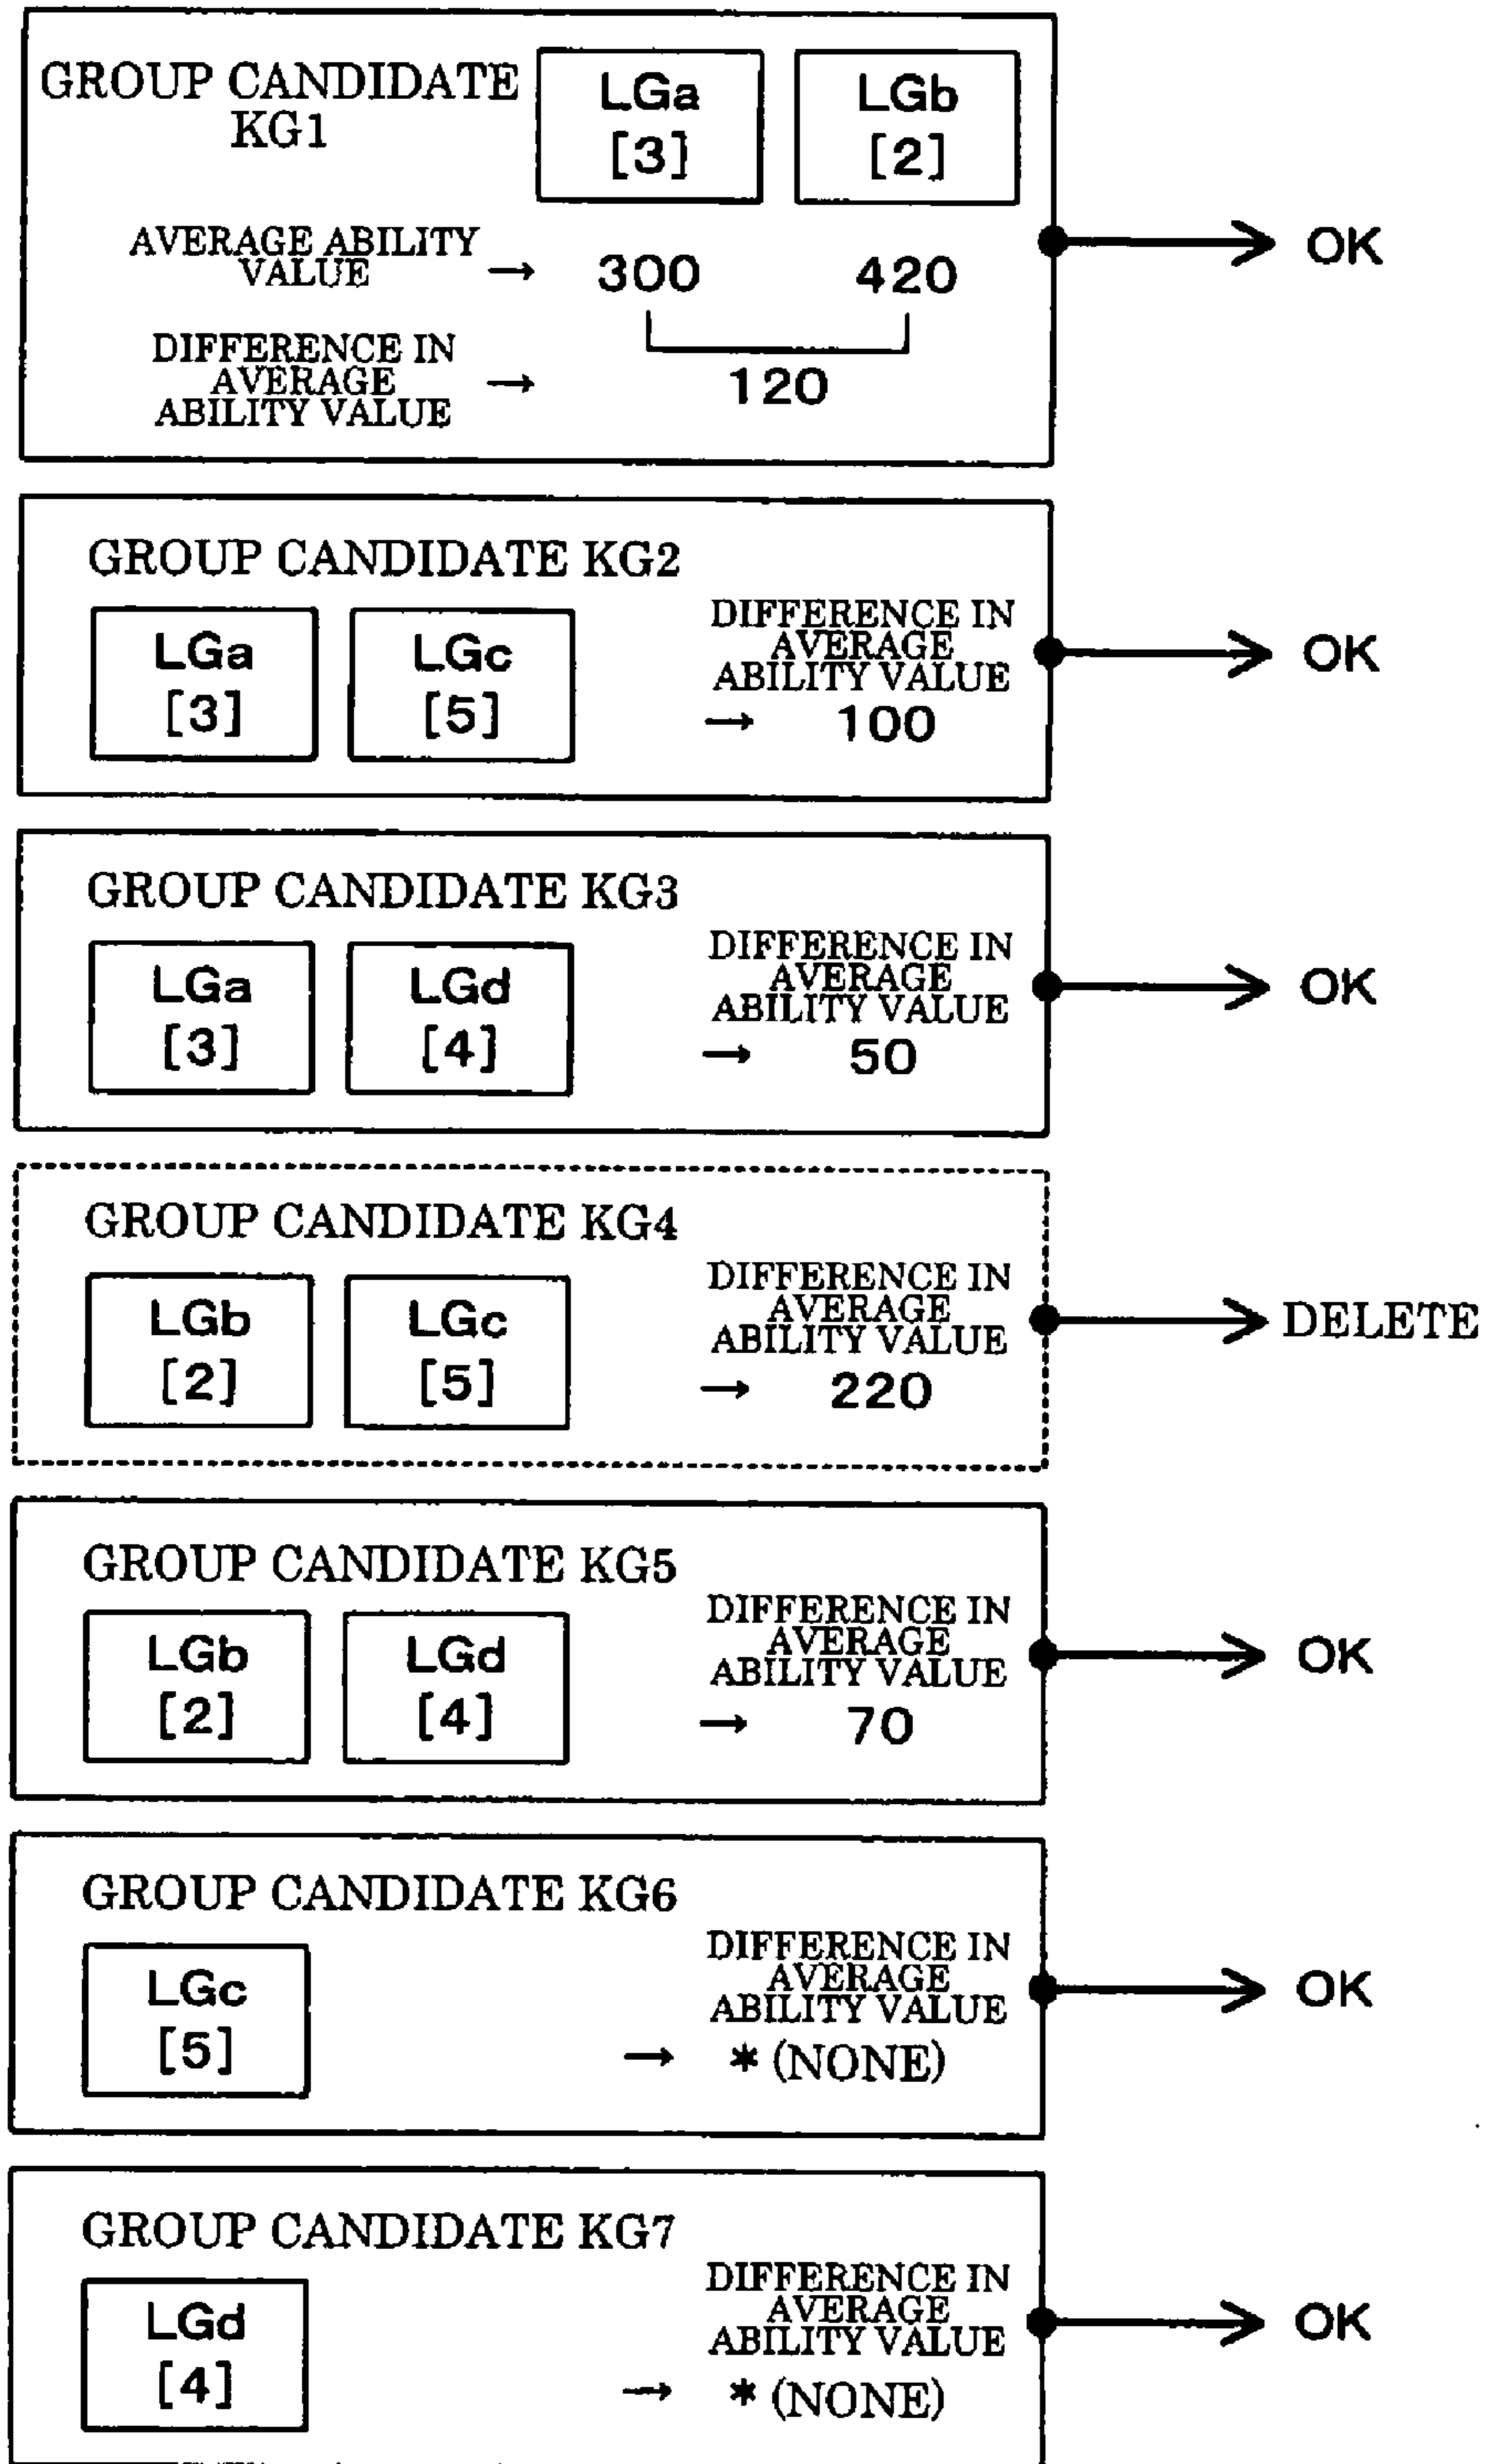 GROUP CANDIDATE
KG1
LGa
[3]
LGb
[2]
AVERAGE ABILITY
VALUE
→ 300 420
DIFFERENCE IN
AVERAGE
ABILITY VALUE
→ 120
OK
GROUP CANDIDATE KG2
LGa
[3]
LGc
[5]
DIFFERENCE IN
AVERAGE
ABILITY VALUE
→ 100
OK
GROUP CANDIDATE KG3
LGa
[3]
LGd
[4]
DIFFERENCE IN
AVERAGE
ABILITY VALUE
→ 50
OK
GROUP CANDIDATE KG4
LGb
[2]
LGc
[5]
DIFFERENCE IN
AVERAGE
ABILITY VALUE
→ 220
DELETE
GROUP CANDIDATE KG5
LGb
[2]
LGd
[4]
DIFFERENCE IN
AVERAGE
ABILITY VALUE
→ 70
OK
GROUP CANDIDATE KG6
LGc
[5]
DIFFERENCE IN
AVERAGE
ABILITY VALUE
→ * (NONE)
OK
GROUP CANDIDATE KG7
LGd
[4]
DIFFERENCE IN
AVERAGE
ABILITY VALUE
→ * (NONE)
OK